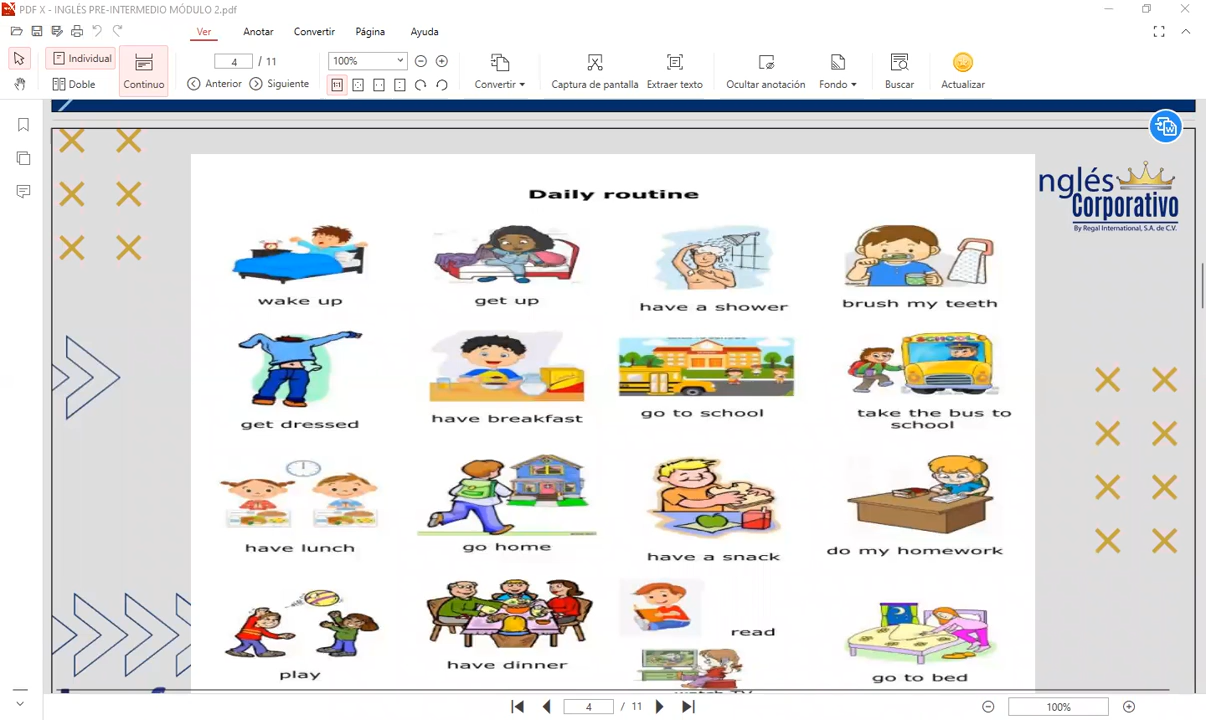 PDF X - INGLÉS PRE-INTERMEDIO MÓDULO 2.pdf
Ver Anotar Convertir Página Ayuda
Individual
Doble
Continuo
4 / 11
Anterior Siguiente
100%
Convertir
Captura de pantalla
Extraer texto
Ocultar anotación
Fondo
Buscar
Actualizar
nglés
Corporativo
By Regal International, S.A. de C.V.
Daily routine
wake up
get up
have a shower
brush my teeth
SCHOOL
get dressed
have breakfast
go to school
take the bus to
school
have lunch
go home
have a snack
do my homework
play
have dinner
read
watch TV
go to bed
4 / 11
100%